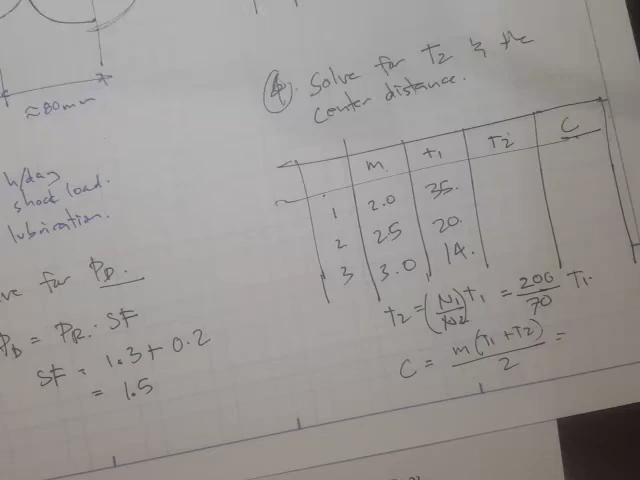 ≈80mm
h/day
shock load.
lubrication.
ve for PD.
PD = PR · SF
SF = 1.3 + 0.2
= 1.5
④. Solve for T2 & the
center distance.
m T1 T2 C
1 2.0 35.
2 25 20.
3 3.0 14.
T2 = (N1/N2) T1 = 200/70 T1.
C = m(T1 + T2)/2 =